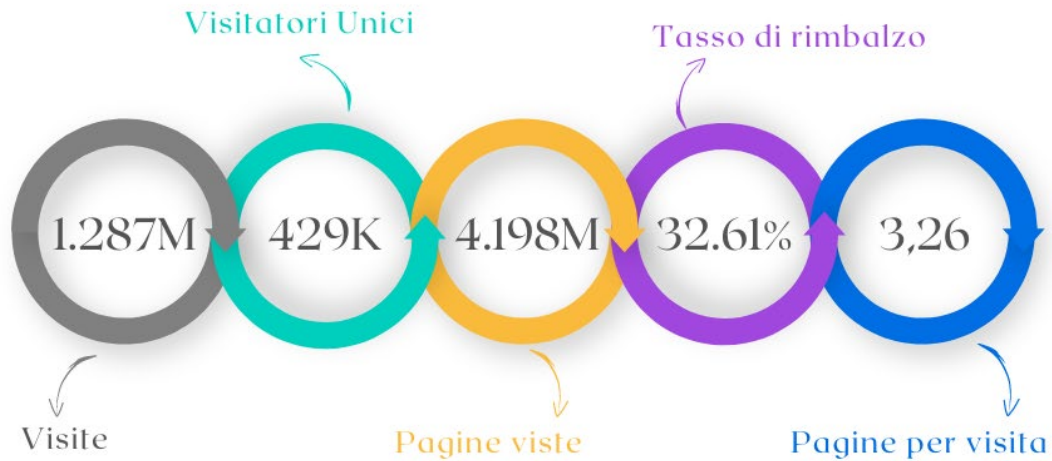 Visitatori Unici
Tasso di rimbalzo
1.287M
429K
4.198M
32.61%
3,26
Visite
Pagine viste
Pagine per visita